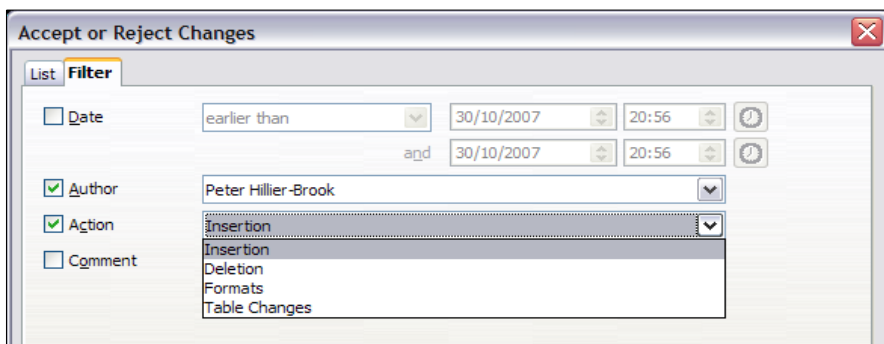 Accept or Reject Changes
List Filter
Date earlier than 30/10/2007 20:56
and 30/10/2007 20:56
Author Peter Hillier-Brook
Action Insertion
Insertion
Comment Deletion
Formats
Table Changes